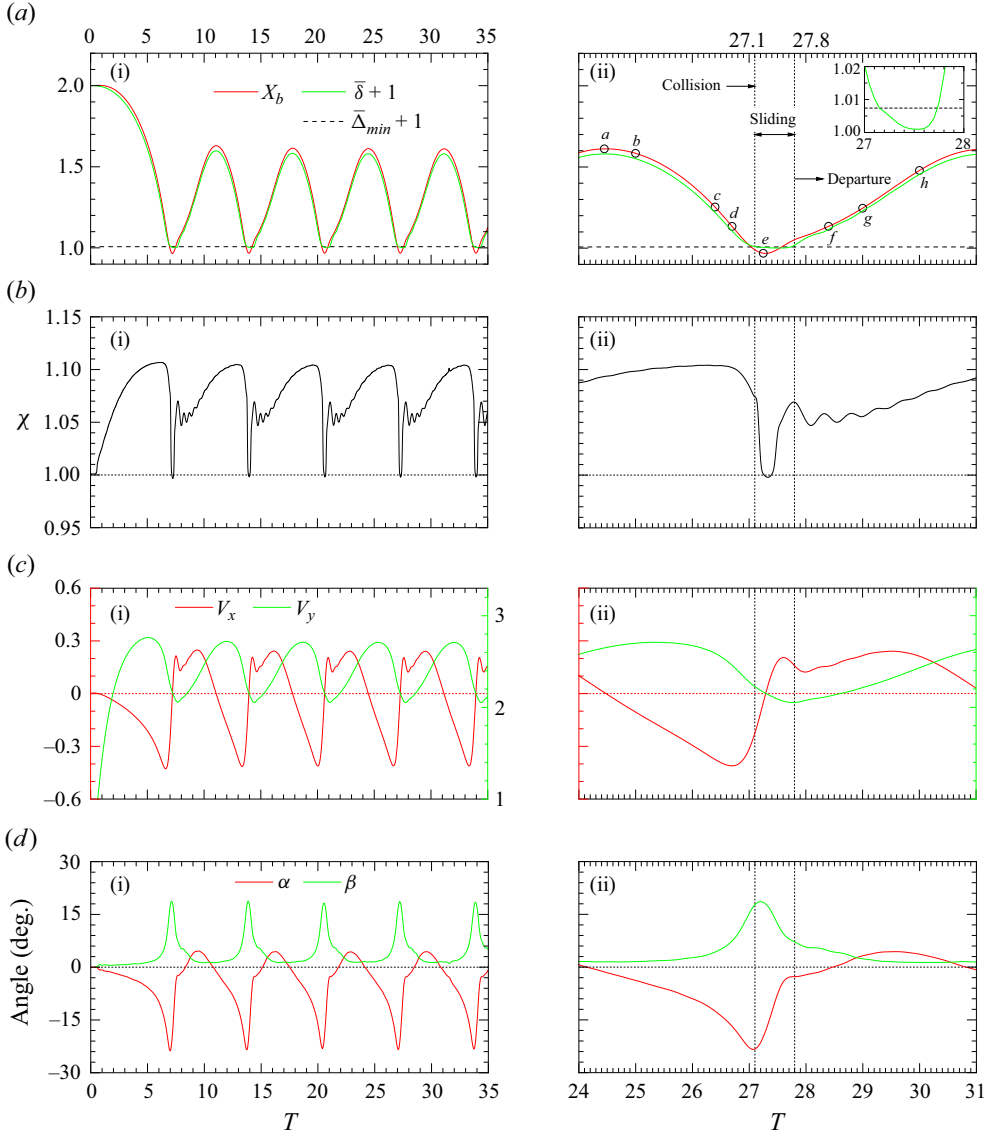 (a)
0 5 10 15 20 25 30 35
27.1 27.8
(i)
2.0
1.5
1.0
X_b δ̅ + 1
Δ̅_min + 1
(ii)
Collision
Sliding
Departure
a b c d e f g h
1.02
1.01
1.00
27 28
(b)
(i)
(ii)
1.15
1.10
1.05
1.00
0.95
χ
(c)
(i)
(ii)
V_x V_y
0.6
0.3
0
−0.3
−0.6
3
2
1
(d)
(i)
(ii)
α β
30
15
0
−15
−30
Angle (deg.)
0 5 10 15 20 25 30 35
24 25 26 27 28 29 30 31
T
T